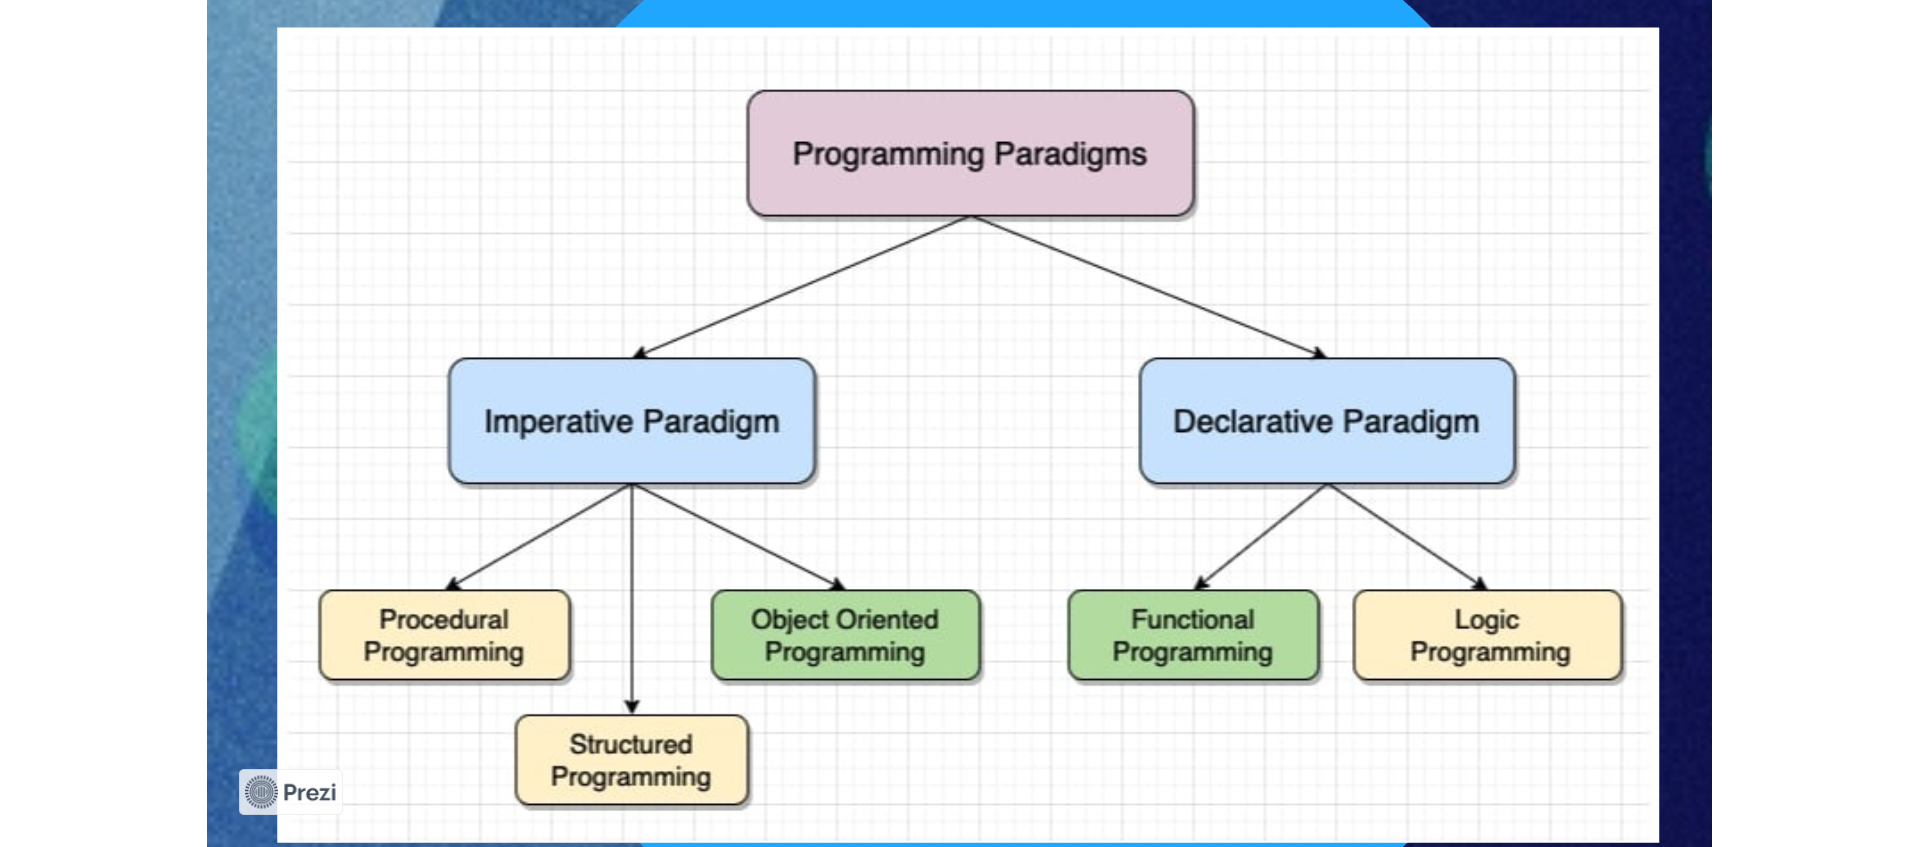 Programming Paradigms
Imperative Paradigm
Declarative Paradigm
Procedural
Programming
Object Oriented
Programming
Functional
Programming
Logic
Programming
Structured
Programming
Prezi